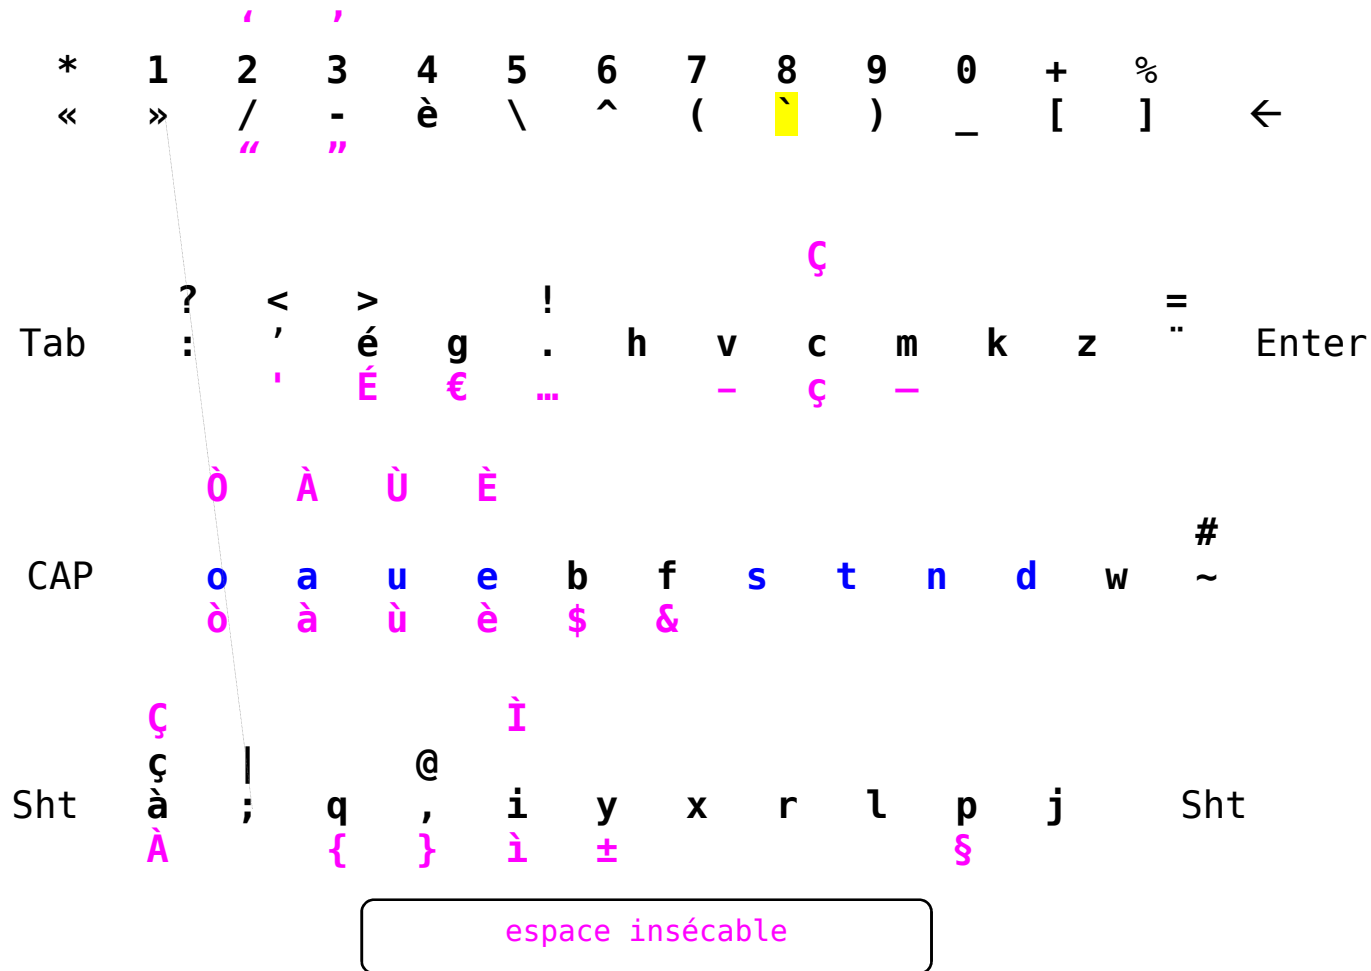 ‘ ’
* 1 2 3 4 5 6 7 8 9 0 + %
« » / - è \ ^ ( ` ) _ [ ] ←
“ ”
Ç
? < > ! =
Tab : ’ é g . h v c m k z ¨ Enter
' É € … – ç —
Ò À Ù È
#
CAP o a u e b f s t n d w ~
ò à ù è $ &
Ç Ì
ç | @
Sht à ; q , i y x r l p j Sht
À { } ì ± §
espace insécable